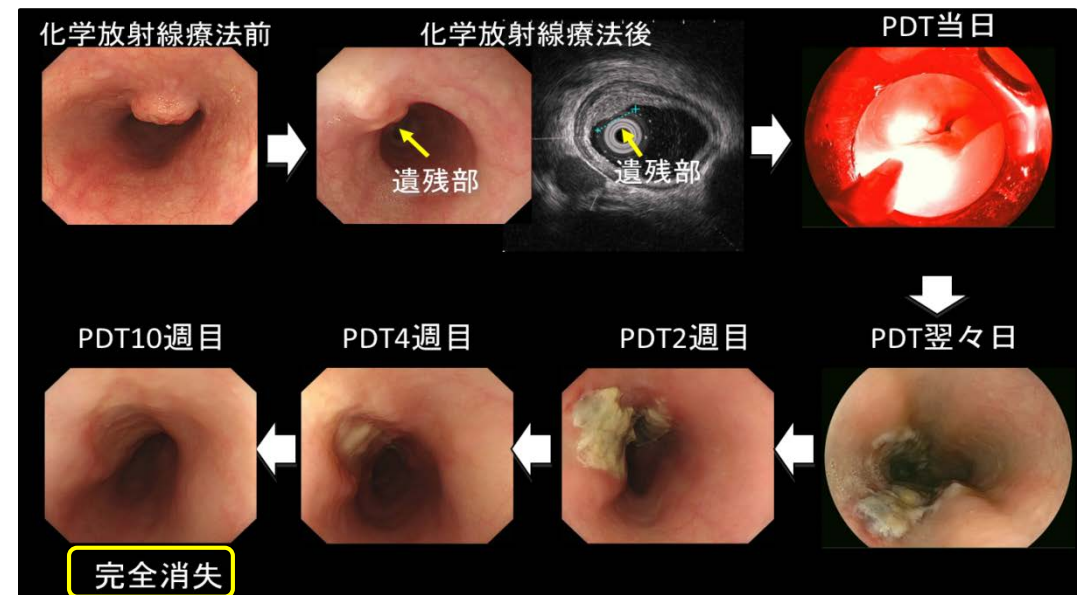 化学放射線療法前
化学放射線療法後
PDT当日
遺残部
遺残部
PDT10週目
PDT4週目
PDT2週目
PDT翌々日
完全消失